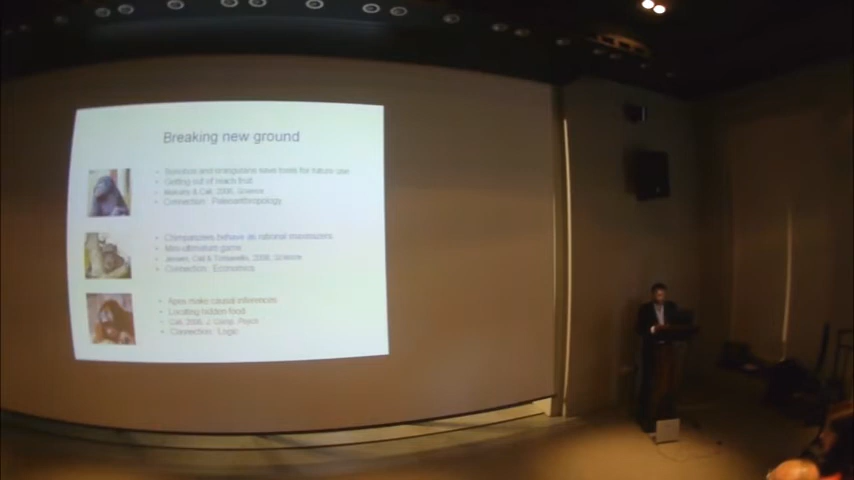 Breaking new ground
• Bonobos and orangutans save tools for future use
• Getting out of reach fruit
• Mulcahy & Call, 2006, Science
• Connection: Paleoanthropology
• Chimpanzees behave as rational maximizers
• Mini-ultimatum game
• Jensen, Call & Tomasello, 2008, Science
• Connection: Economics
• Apes make causal inferences
• Locating hidden food
• Call, 2006, J. Comp. Psych
• Connection: Logic